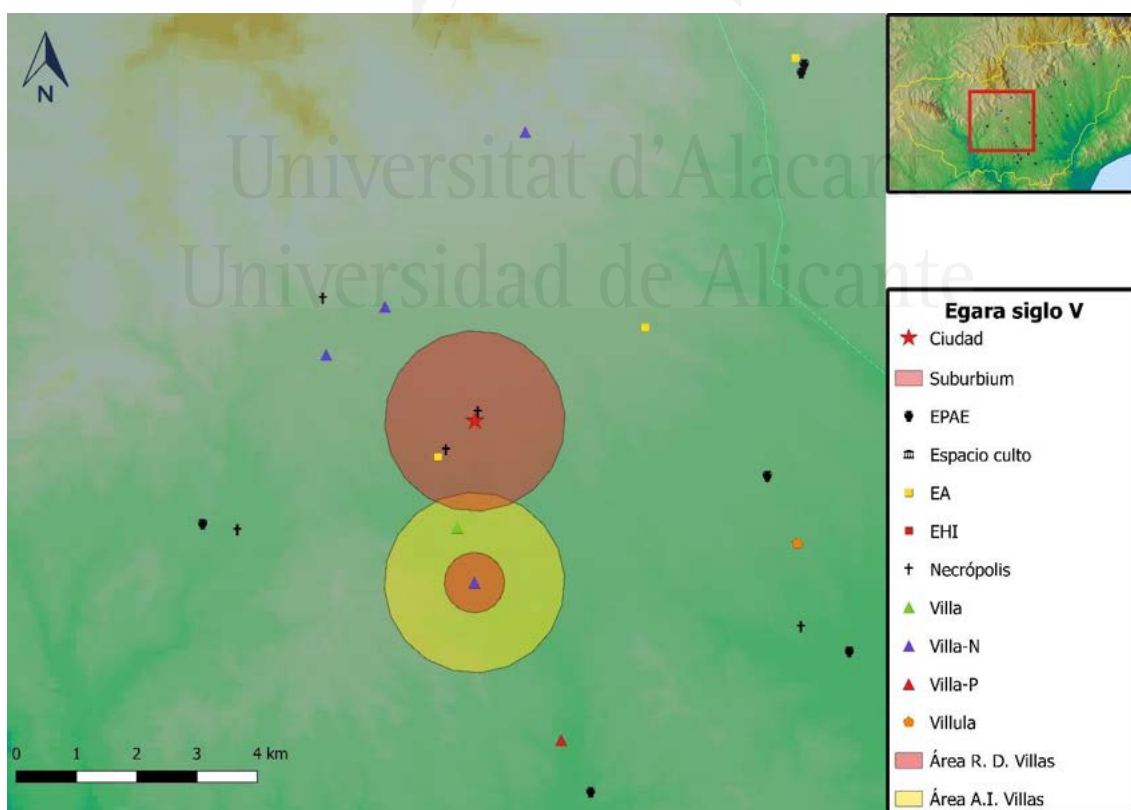 N
Universitat d'Alacant
Universidad de Alicante
0 1 2 3 4 km
Egara siglo V
Ciudad
Suburbium
EPAE
Espacio culto
EA
EHI
Necrópolis
Villa
Villa-N
Villa-P
Villula
Área R. D. Villas
Área A.I. Villas